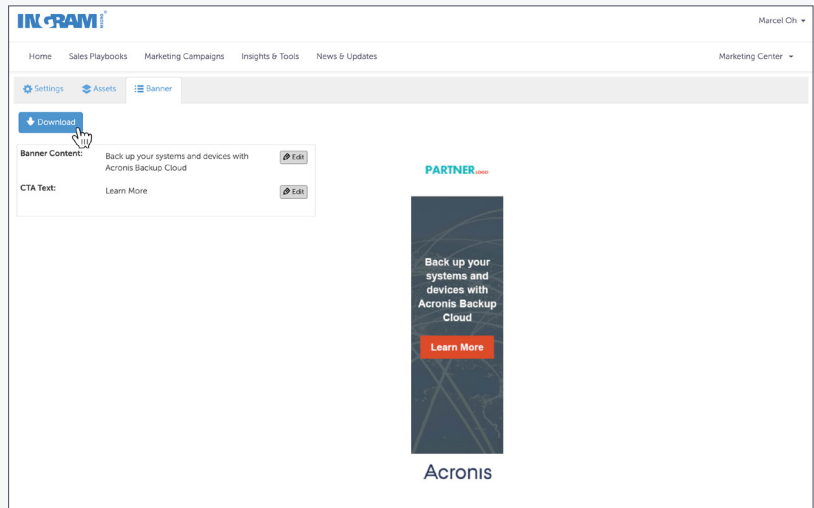 INGRAM MICRO®
Marcel Oh
Home Sales Playbooks Marketing Campaigns Insights & Tools News & Updates Marketing Center
Settings Assets Banner
Download
Banner Content: Back up your systems and devices with Edit
Acronis Backup Cloud
CTA Text: Learn More Edit
PARTNER LOGO
Back up your
systems and
devices with
Acronis Backup
Cloud
Learn More
Acronis